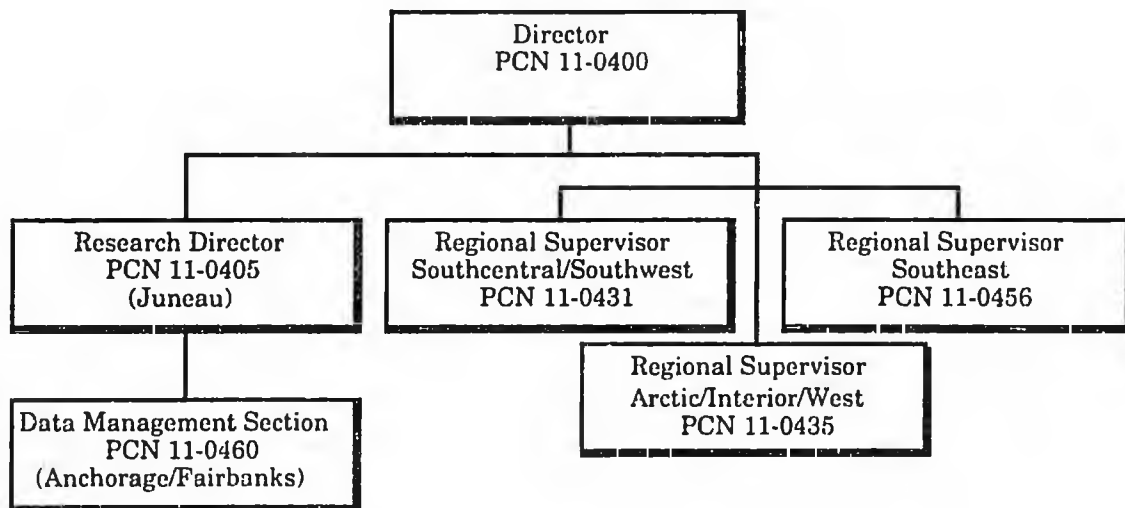 Director
PCN 11-0400
Research Director
PCN 11-0405
(Juneau)
Regional Supervisor
Southcentral/Southwest
PCN 11-0431
Regional Supervisor
Southeast
PCN 11-0456
Regional Supervisor
Arctic/Interior/West
PCN 11-0435
Data Management Section
PCN 11-0460
(Anchorage/Fairbanks)